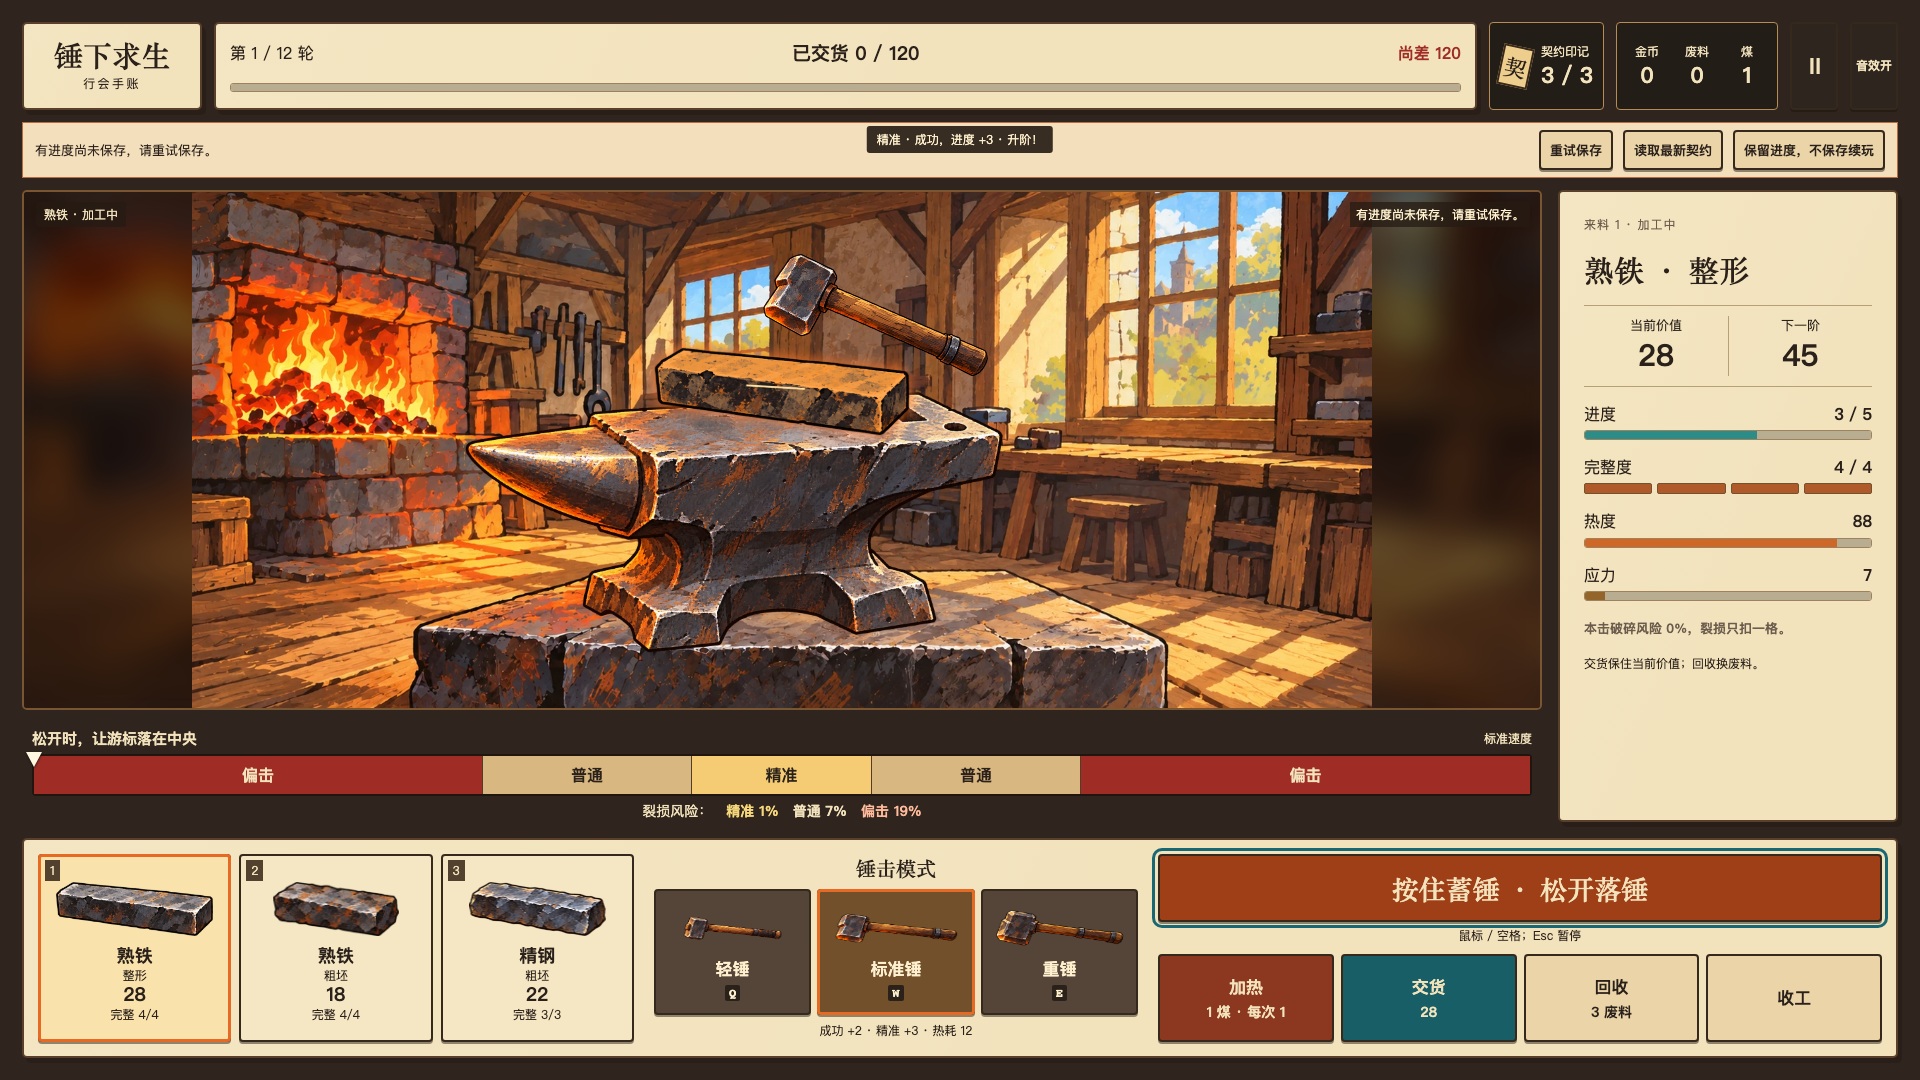 锤下求生
行会手账
第 1 / 12 轮
已交货 0 / 120
尚差 120
契
契约印记
3 / 3
金币
0
废料
0
煤
1
II
音效开
有进度尚未保存，请重试保存。
精准 · 成功，进度 +3 · 升阶！
重试保存
读取最新契约
保留进度，不保存续玩
熟铁 · 加工中
有进度尚未保存，请重试保存。
来料 1 · 加工中
熟铁 · 整形
当前价值
28
下一阶
45
进度
3 / 5
完整度
4 / 4
热度
88
应力
7
本击破碎风险 0%，裂损只扣一格。
交货保住当前价值；回收换废料。
松开时，让游标落在中央
标准速度
偏击
普通
精准
普通
偏击
裂损风险： 精准 1% 普通 7% 偏击 19%
1
熟铁
整形
28
完整 4/4
2
熟铁
粗坯
18
完整 4/4
3
精钢
粗坯
22
完整 3/3
锤击模式
轻锤
Q
标准锤
W
重锤
E
成功 +2 · 精准 +3 · 热耗 12
按住蓄锤 · 松开落锤
鼠标 / 空格；Esc 暂停
加热
1 煤 · 每次 1
交货
28
回收
3 废料
收工